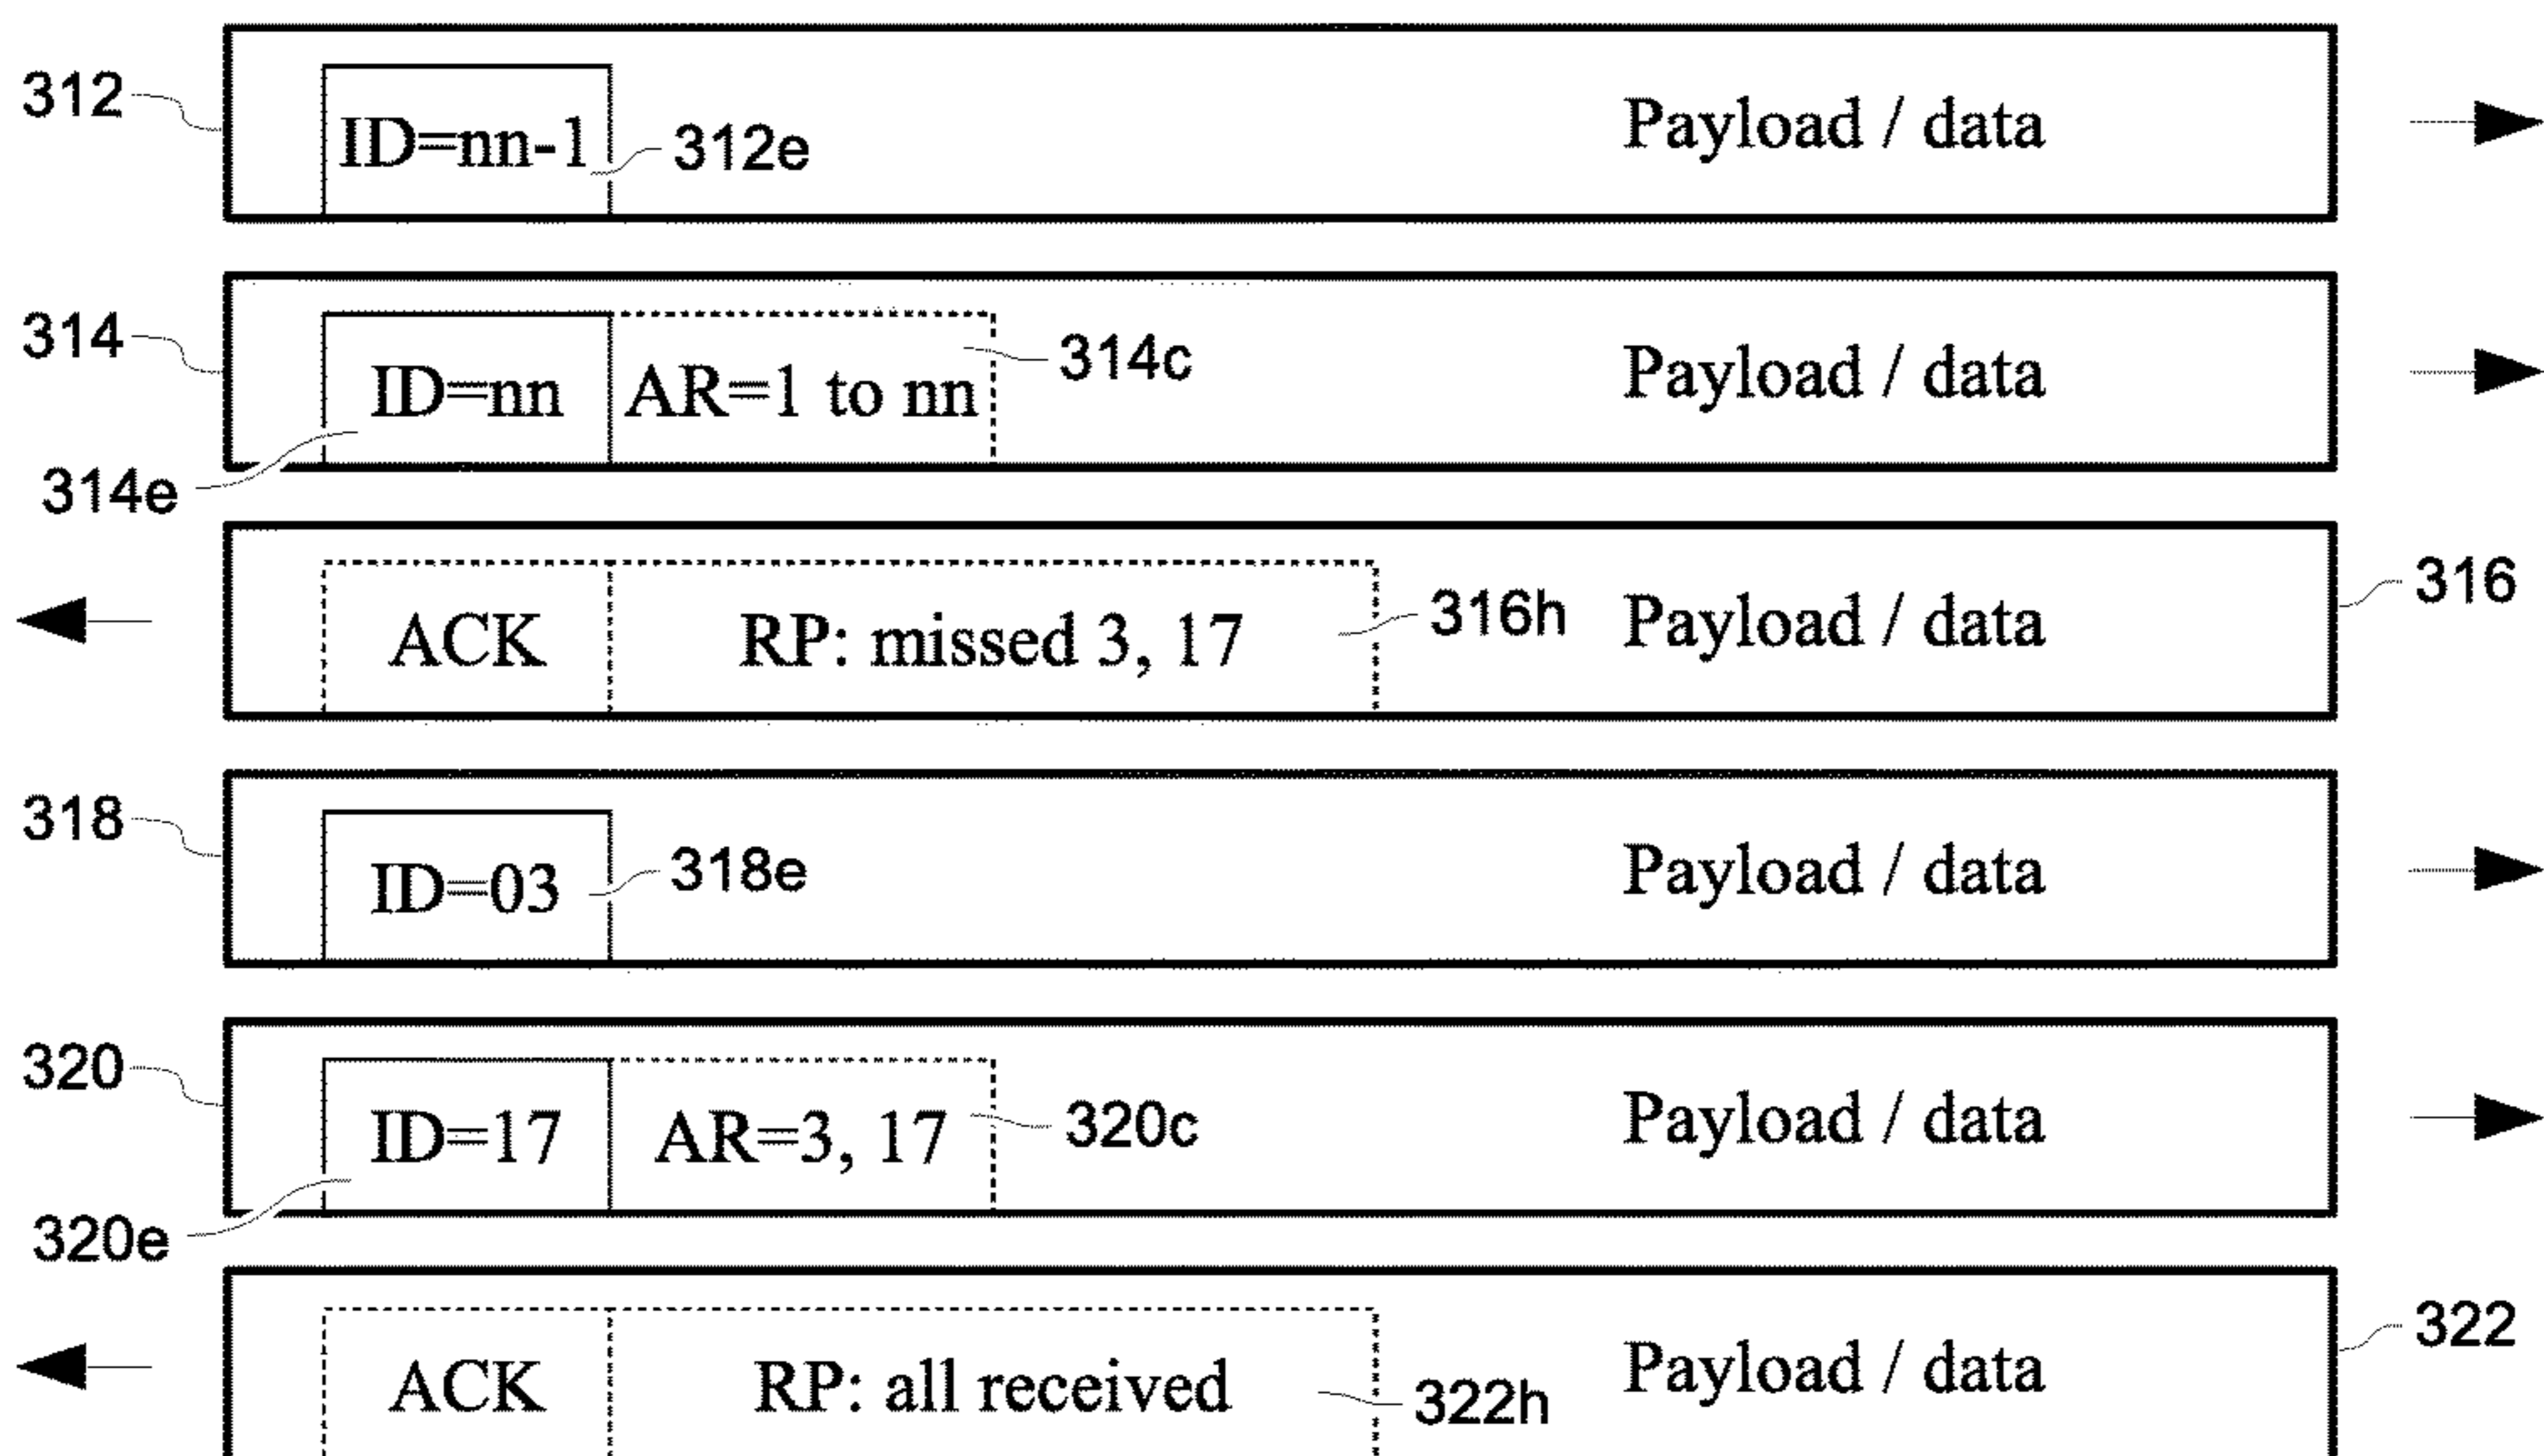 312 ID=nn-1 312e Payload / data
314 ID=nn AR=1 to nn 314c Payload / data
314e
ACK RP: missed 3, 17 316h Payload / data 316
318 ID=03 318e Payload / data
320 ID=17 AR=3, 17 320c Payload / data
320e
ACK RP: all received 322h Payload / data 322